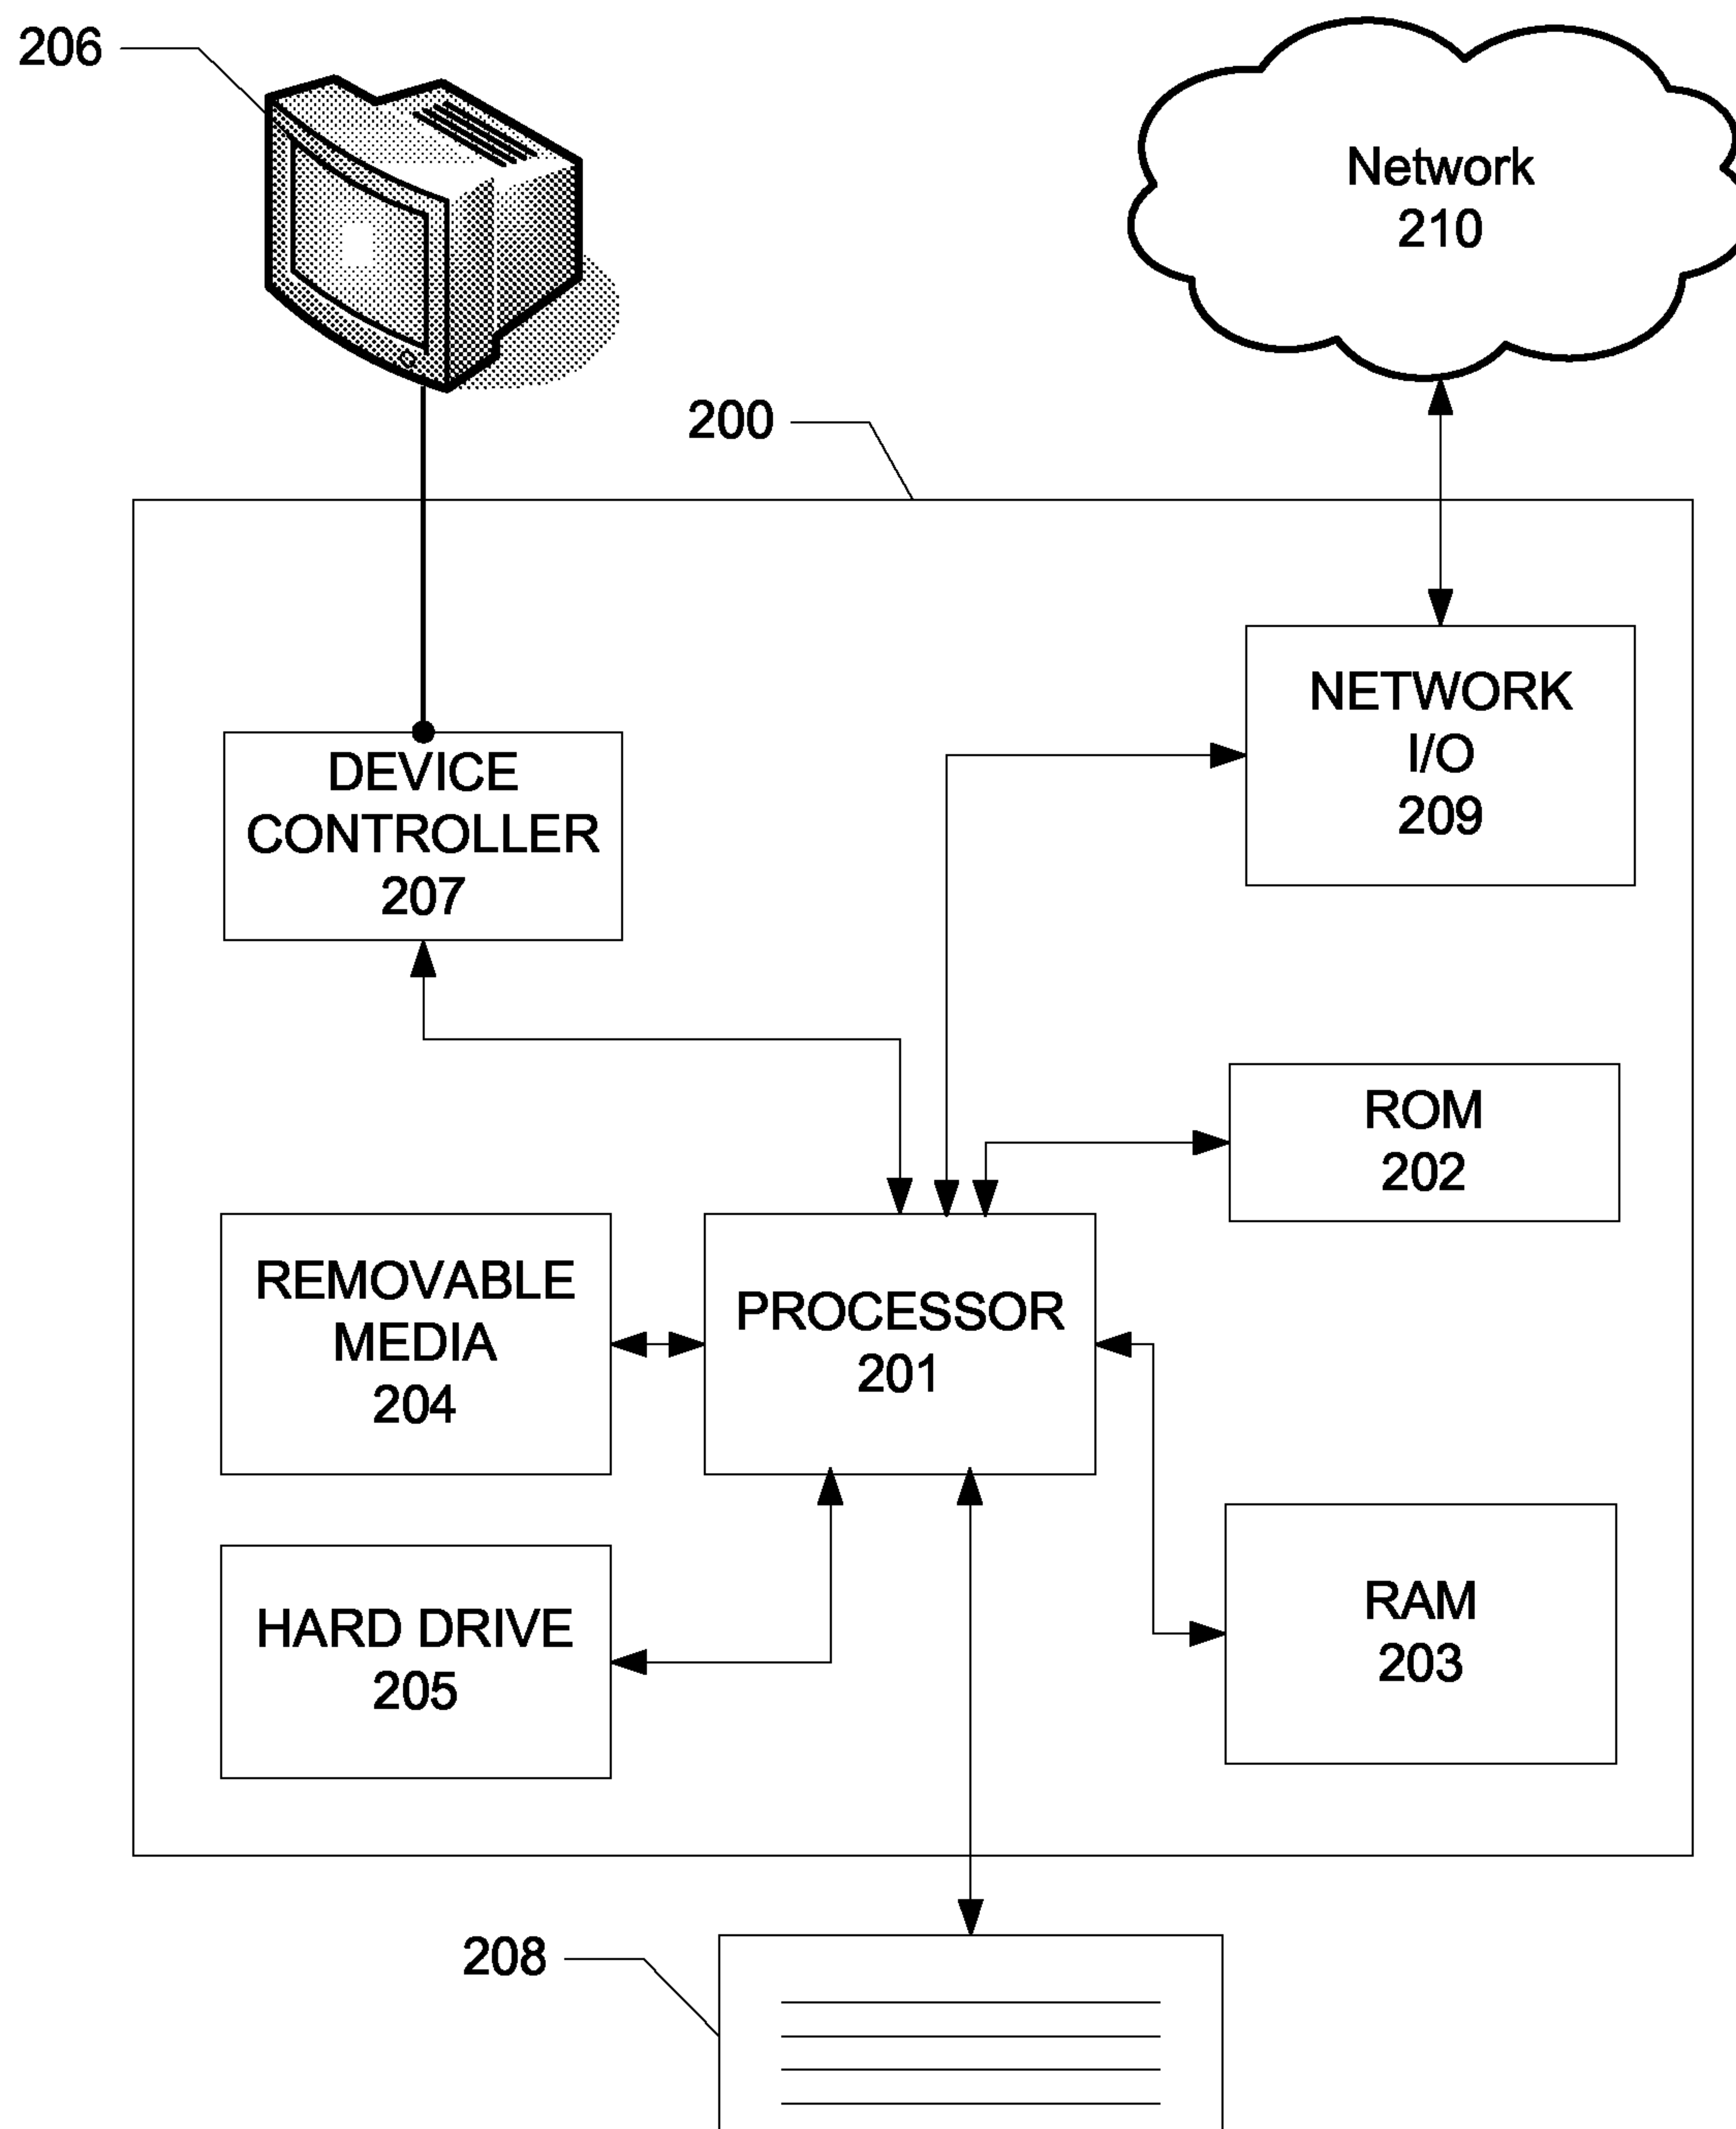 206
Network
210
200
NETWORK
I/O
209
DEVICE
CONTROLLER
207
ROM
202
REMOVABLE
MEDIA
204
PROCESSOR
201
HARD DRIVE
205
RAM
203
208